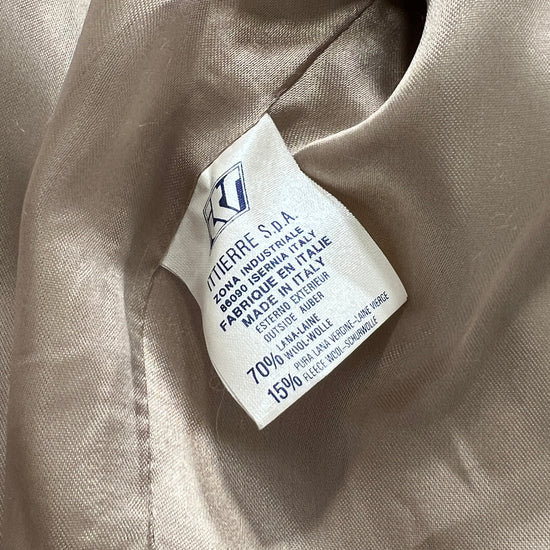 ITTIERRE S.p.A.
ZONA INDUSTRIALE
86090 ISERNIA ITALY
FABRIQUE EN ITALIE
MADE IN ITALY
ESTERNO EXTÉRIEUR
OUTSIDE AUBER
70% LANA-LAINE
WOOL-WOLLE
15% PURA LANA VERGINE-LAINE VIERGE
FLEECE WOOL-SCHURWOLLE